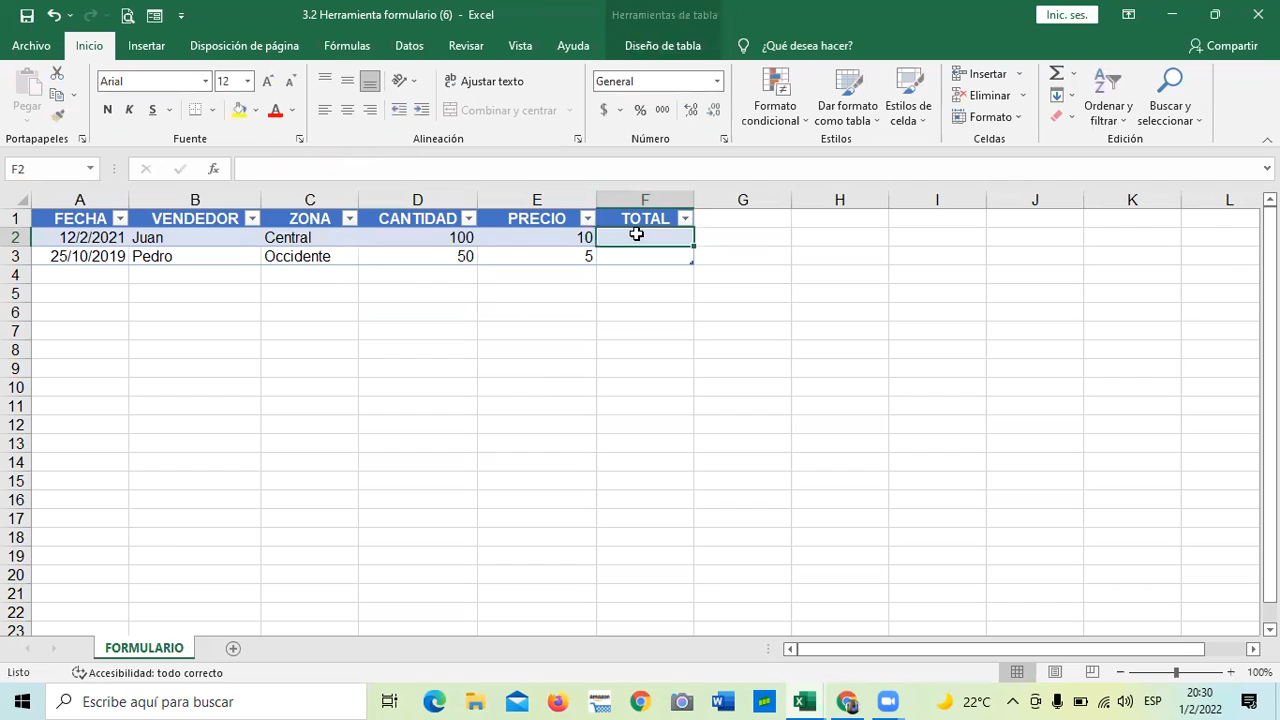 3.2 Herramienta formulario (6) - Excel
Herramientas de tabla
Inic. ses.
Archivo Inicio Insertar Disposición de página Fórmulas Datos Revisar Vista Ayuda Diseño de tabla ¿Qué desea hacer? Compartir
Pegar
Portapapeles
Arial 12
N K S
Fuente
Ajustar texto
Combinar y centrar
Alineación
General
$ % 000
Número
Formato condicional
Dar formato como tabla
Estilos de celda
Estilos
Insertar
Eliminar
Formato
Celdas
Ordenar y filtrar
Buscar y seleccionar
Edición
F2 fx
A B C D E F G H I J K L
1 FECHA VENDEDOR ZONA CANTIDAD PRECIO TOTAL
2 12/2/2021 Juan Central 100 10
3 25/10/2019 Pedro Occidente 50 5
4
5
6
7
8
9
10
11
12
13
14
15
16
17
18
19
20
21
22
23
FORMULARIO
Listo Accesibilidad: todo correcto 100%
Escribe aquí para buscar
22°C ESP 20:30
1/2/2022